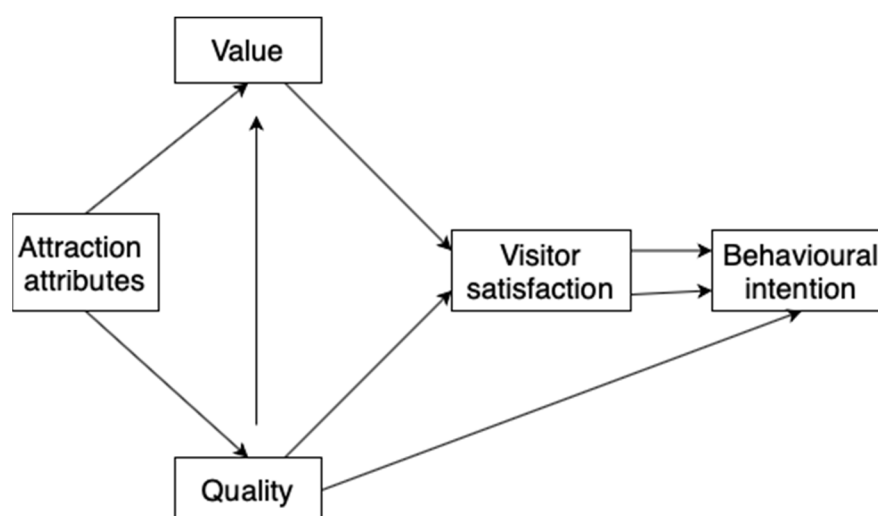 Value
Attraction
attributes
Visitor
satisfaction
Behavioural
intention
Quality